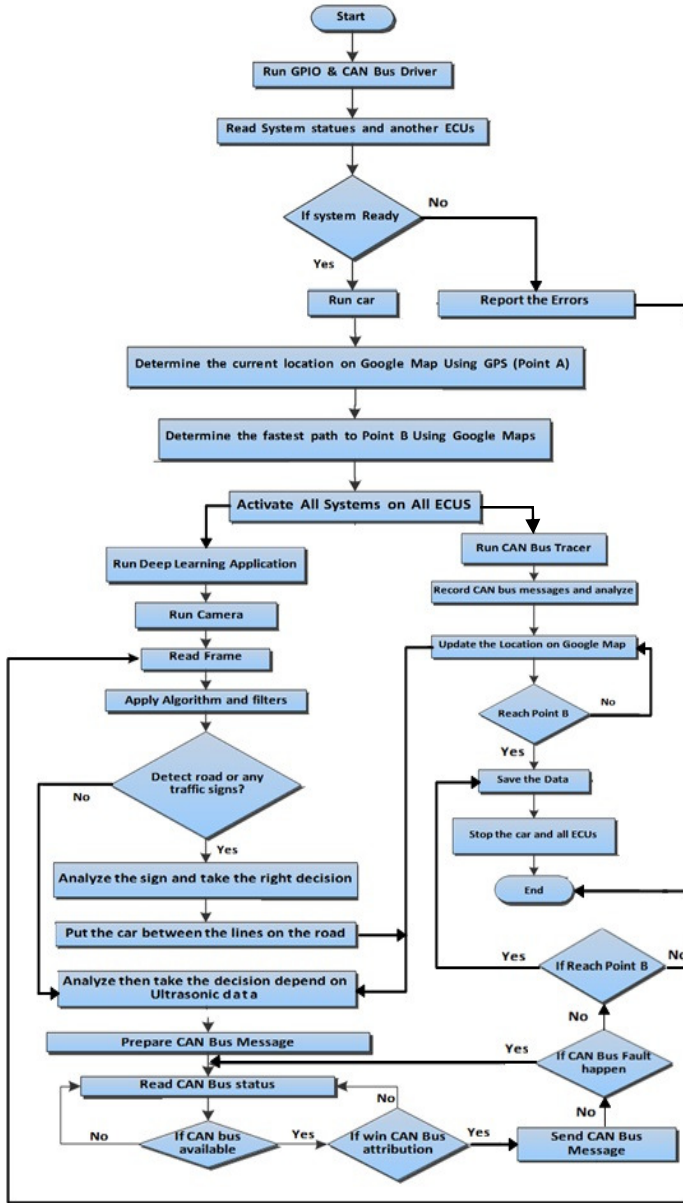 Start
Run GPIO & CAN Bus Driver
Read System statues and another ECUs
If system Ready
No
Yes
Run car
Report the Errors
Determine the current location on Google Map Using GPS (Point A)
Determine the fastest path to Point B Using Google Maps
Activate All Systems on All ECUS
Run Deep Learning Application
Run CAN Bus Tracer
Run Camera
Record CAN bus messages and analyze
Read Frame
Update the Location on Google Map
Apply Algorithm and filters
Reach Point B
No
Yes
Detect road or any
traffic signs?
No
Yes
Save the Data
Stop the car and all ECUs
End
Analyze the sign and take the right decision
Put the car between the lines on the road
Analyze then take the decision depend on
Ultrasonic data
Yes
If Reach Point B
No
No
Prepare CAN Bus Message
Yes
If CAN Bus Fault
happen
Read CAN Bus status
No
No
If CAN bus
available
No
Yes
If win CAN Bus
attribution
Yes
Send CAN Bus
Message